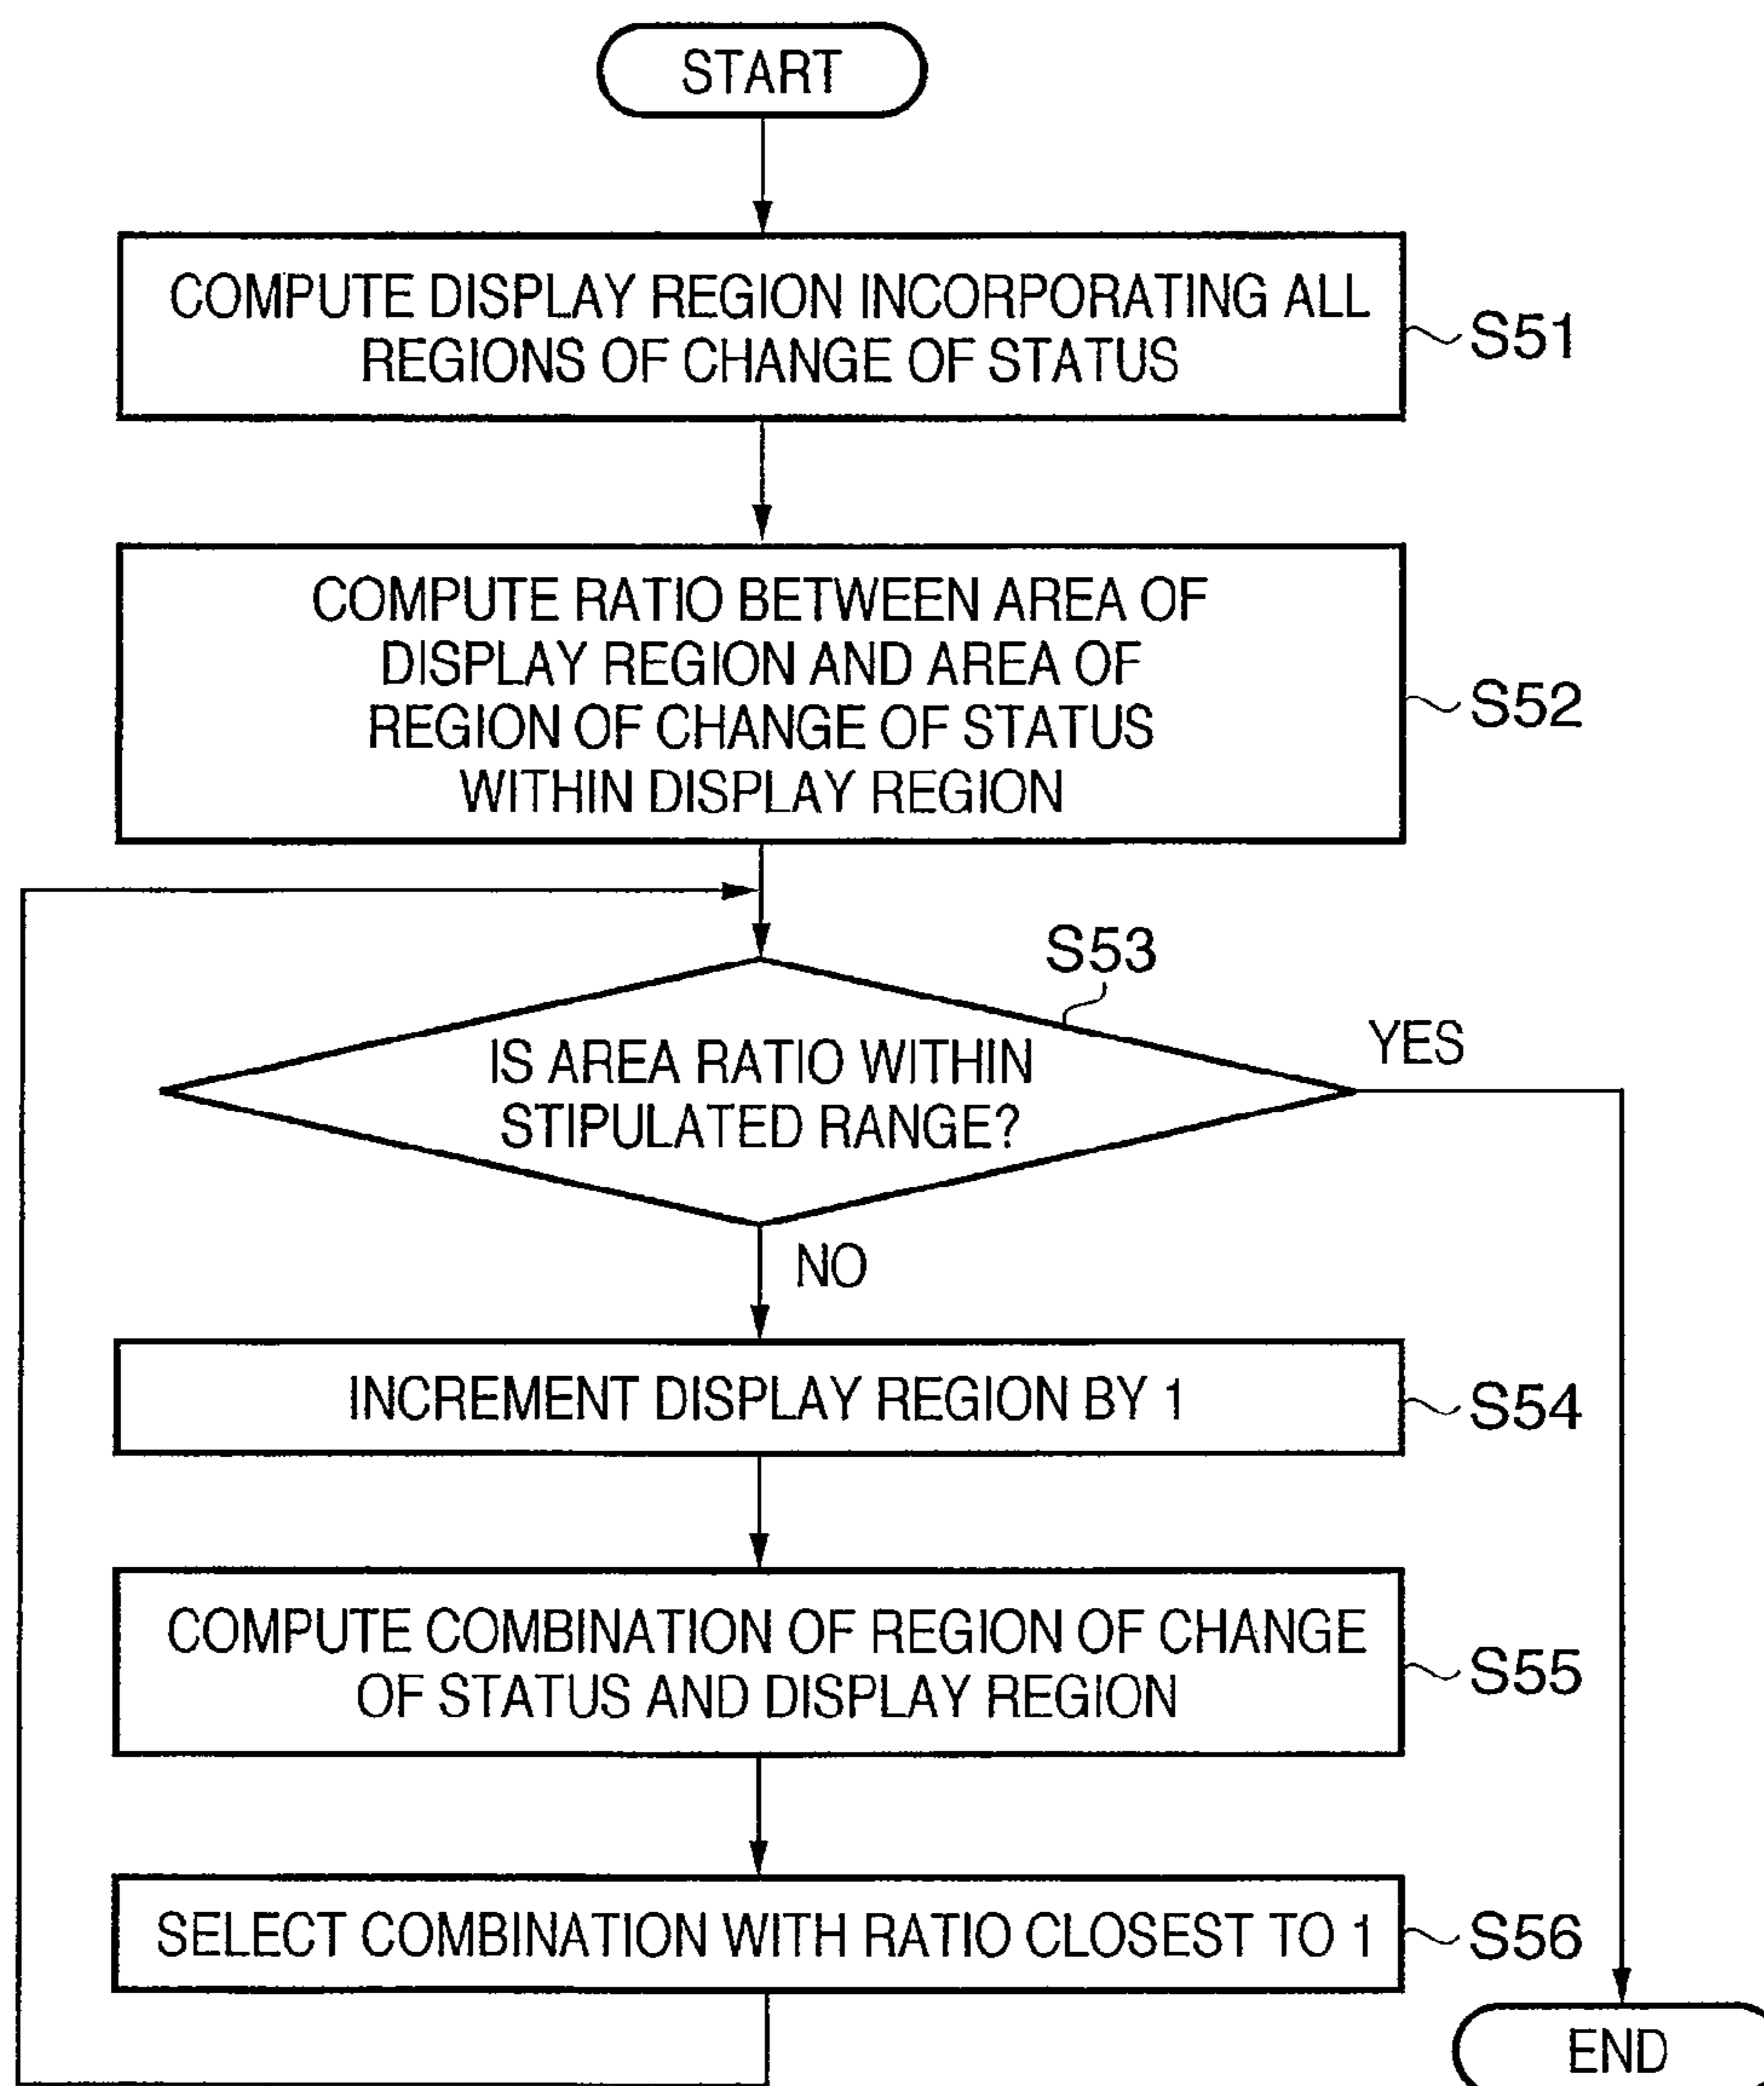 START
COMPUTE DISPLAY REGION INCORPORATING ALL
REGIONS OF CHANGE OF STATUS
S51
COMPUTE RATIO BETWEEN AREA OF
DISPLAY REGION AND AREA OF
REGION OF CHANGE OF STATUS
WITHIN DISPLAY REGION
S52
S53
IS AREA RATIO WITHIN
STIPULATED RANGE?
YES
NO
INCREMENT DISPLAY REGION BY 1
S54
COMPUTE COMBINATION OF REGION OF CHANGE
OF STATUS AND DISPLAY REGION
S55
SELECT COMBINATION WITH RATIO CLOSEST TO 1
S56
END